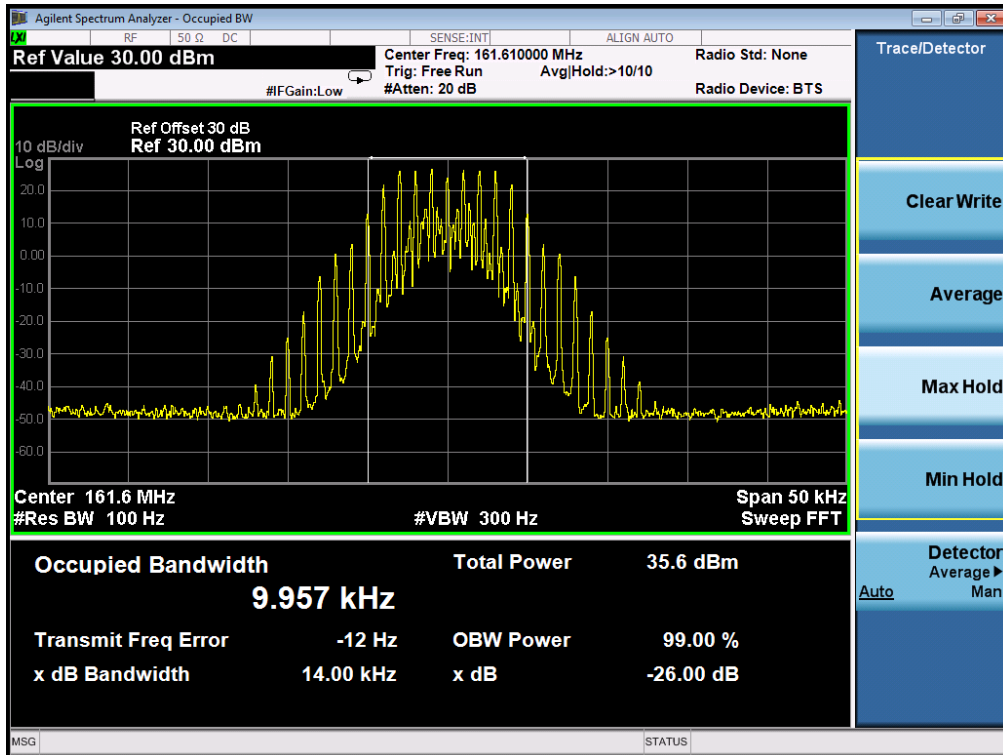 Agilent Spectrum Analyzer - Occupied BW
LXI
RF 50 Ω DC SENSE:INT ALIGN AUTO
Ref Value 30.00 dBm
Center Freq: 161.610000 MHz Radio Std: None
Trig: Free Run Avg|Hold:>10/10
#IFGain:Low #Atten: 20 dB Radio Device: BTS
Ref Offset 30 dB
10 dB/div Ref 30.00 dBm
Log
20.0
10.0
0.00
-10.0
-20.0
-30.0
-40.0
-50.0
-60.0
Center 161.6 MHz Span 50 kHz
#Res BW 100 Hz #VBW 300 Hz Sweep FFT
Occupied Bandwidth Total Power 35.6 dBm
9.957 kHz
Transmit Freq Error -12 Hz OBW Power 99.00 %
x dB Bandwidth 14.00 kHz x dB -26.00 dB
MSG STATUS
Trace/Detector
Clear Write
Average
Max Hold
Min Hold
Detector
Average
Auto Man